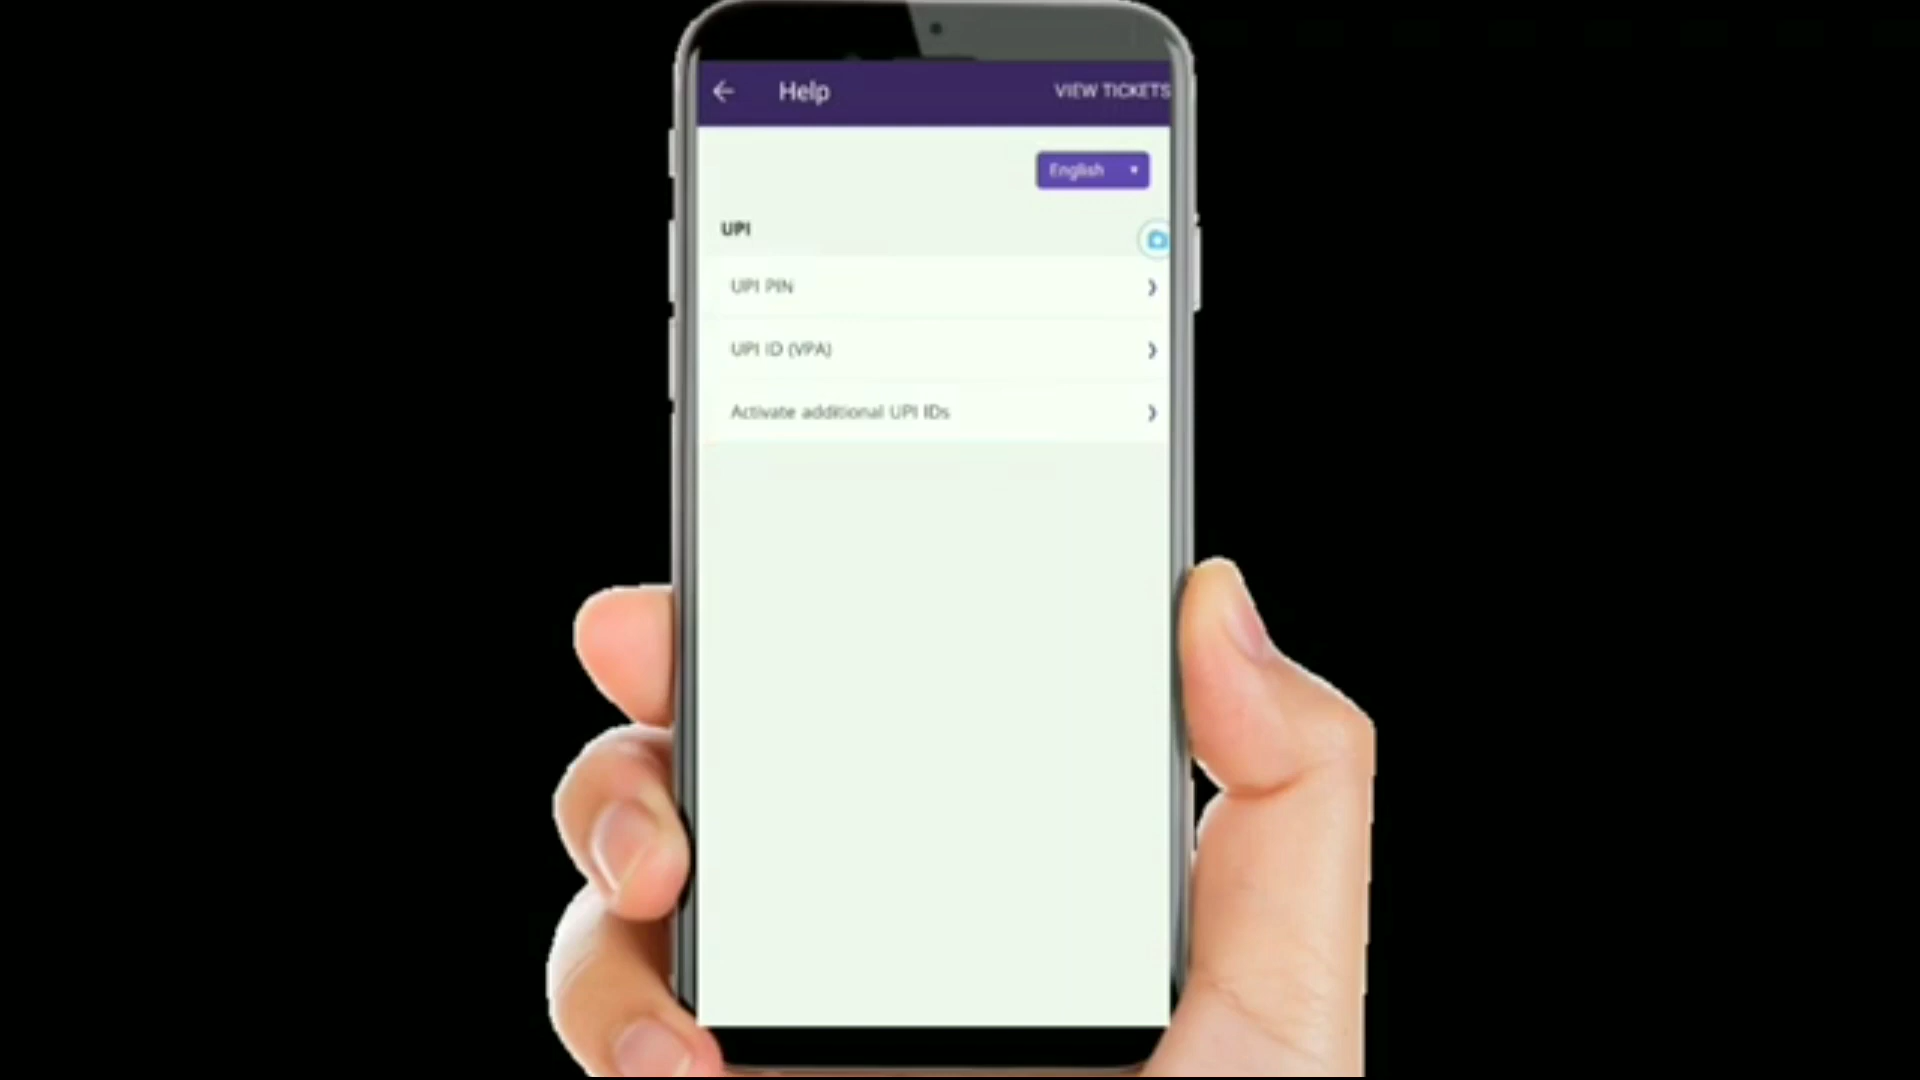 Help
VIEW TICKETS
English
UPI
UPI PIN
UPI ID (VPA)
Activate additional UPI IDs